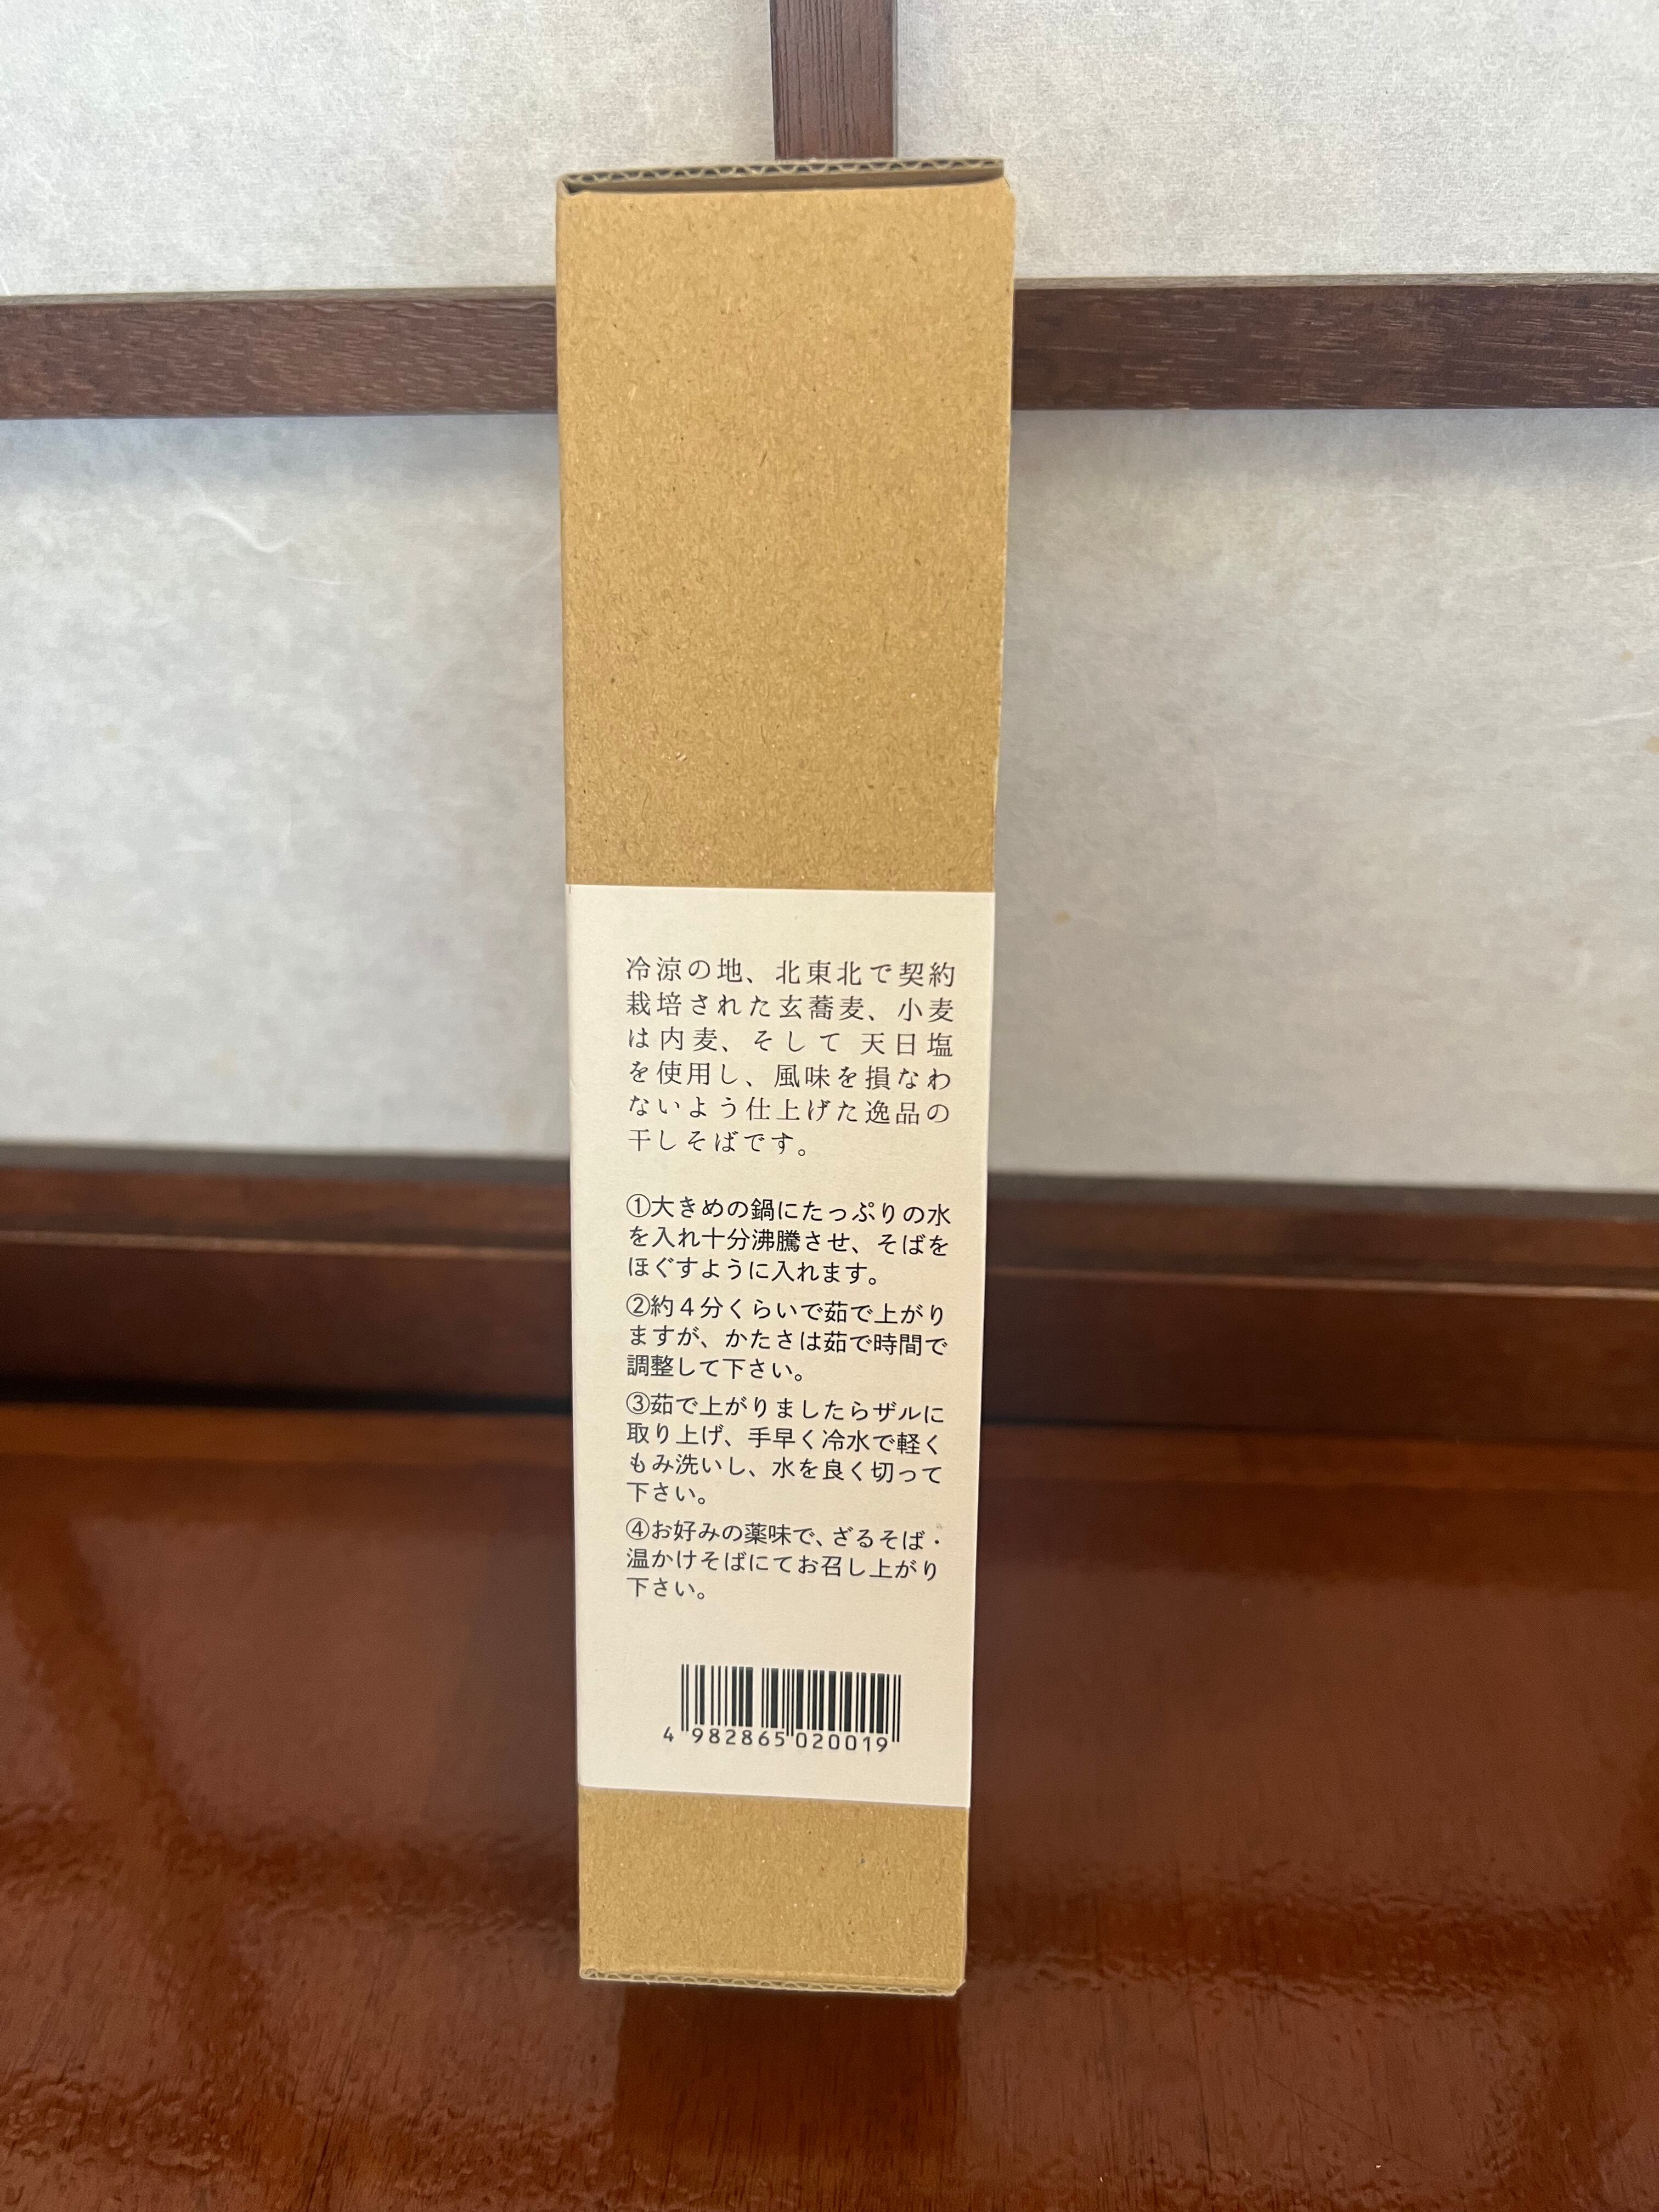 冷涼の地、北東北で契約
栽培された玄蕎麦、小麦
は内麦、そして 天日塩
を使用し、風味を損なわ
ないよう仕上げた逸品の
干しそばです。
①大きめの鍋にたっぷりの水
を入れ十分沸騰させ、そばを
ほぐすように入れます。
②約４分くらいで茹で上がり
ますが、かたさは茹で時間で
調整して下さい。
③茹で上がりましたらザルに
取り上げ、手早く冷水で軽く
もみ洗いし、水を良く切って
下さい。
④お好みの薬味で、ざるそば・
温かけそばにてお召し上がり
下さい。
4 982865 020019